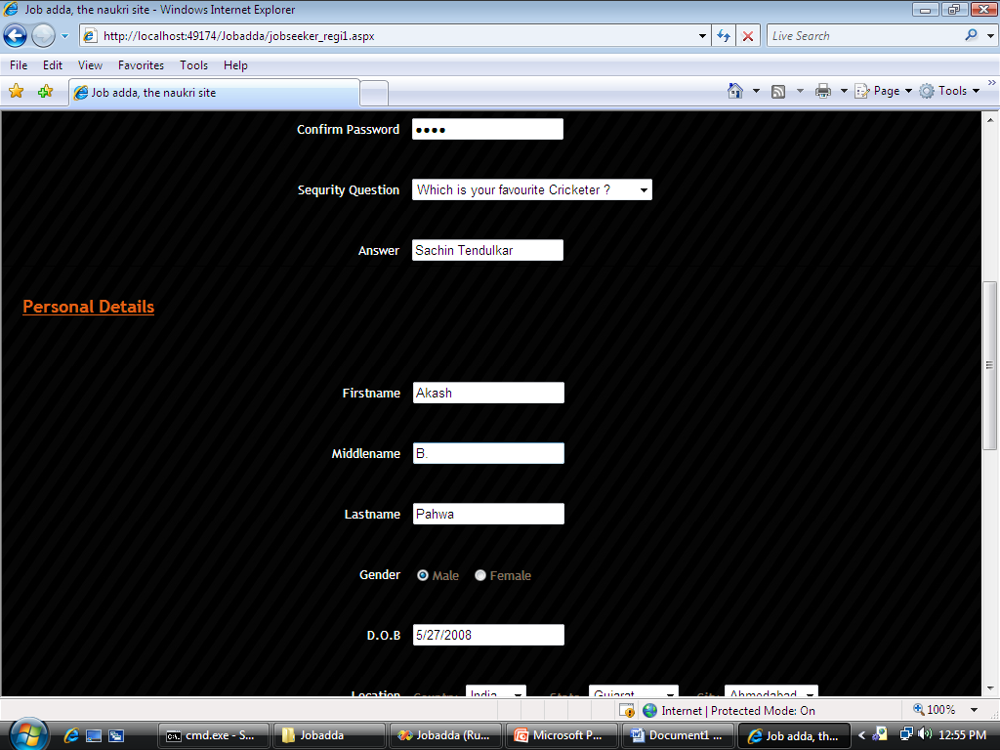 Job adda, the naukri site - Windows Internet Explorer
http://localhost:49174/Jobadda/jobseeker_regi1.aspx
Live Search
File Edit View Favorites Tools Help
Job adda, the naukri site
Page Tools
Confirm Password
Sequrity Question Which is your favourite Cricketer ?
Answer Sachin Tendulkar
Personal Details
Firstname Akash
Middlename B.
Lastname Pahwa
Gender Male Female
D.O.B 5/27/2008
Location Country India State Gujarat City Ahmedabad
Internet | Protected Mode: On 100%
cmd.exe - S... Jobadda Jobadda (Ru... Microsoft P... Document1 ... Job adda, th... 12:55 PM